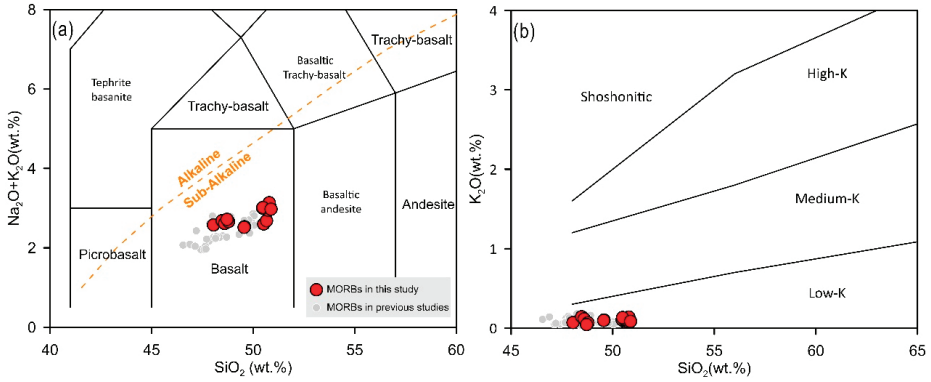 (a)
8
6
4
2
0
Na2O+K2O(wt.%)
40
45
50
55
60
SiO2 (wt.%)
Tephrite
basanite
Trachy-basalt
Basaltic
Trachy-basalt
Trachy-basalt
Alkaline
Sub-Alkaline
Picrobasalt
Basalt
Basaltic
andesite
Andesite
MORBs in this study
MORBs in previous studies
(b)
4
3
2
1
0
K2O(wt.%)
45
50
55
60
65
SiO2(wt.%)
Shoshonitic
High-K
Medium-K
Low-K